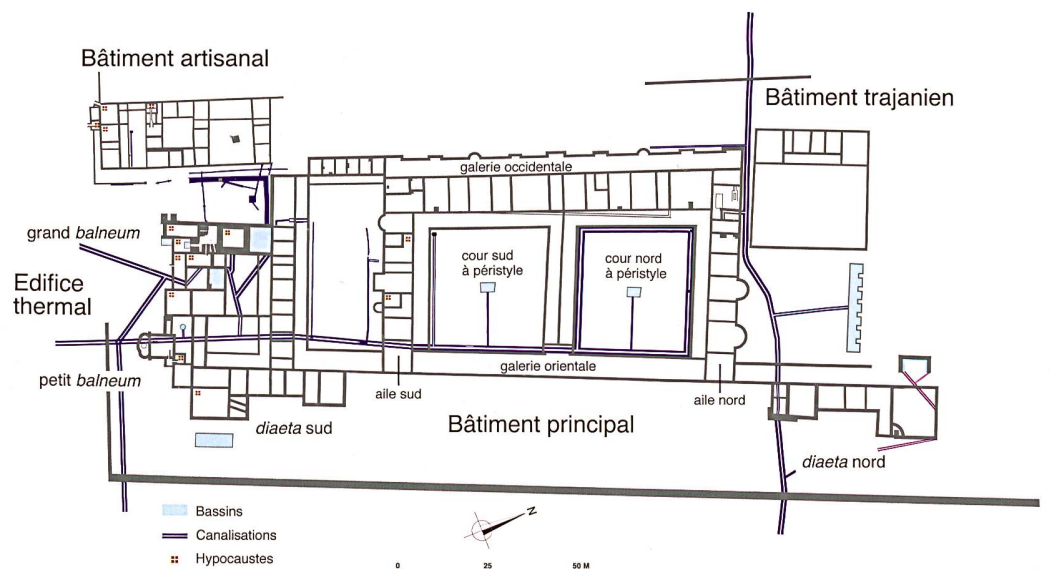 Bâtiment artisanal
Bâtiment trajanien
galerie occidentale
grand balneum
cour sud
à péristyle
cour nord
à péristyle
Edifice
thermal
galerie orientale
petit balneum
aile sud
aile nord
diaeta sud
Bâtiment principal
diaeta nord
Bassins
Canalisations
Hypocaustes
N
0 25 50 M